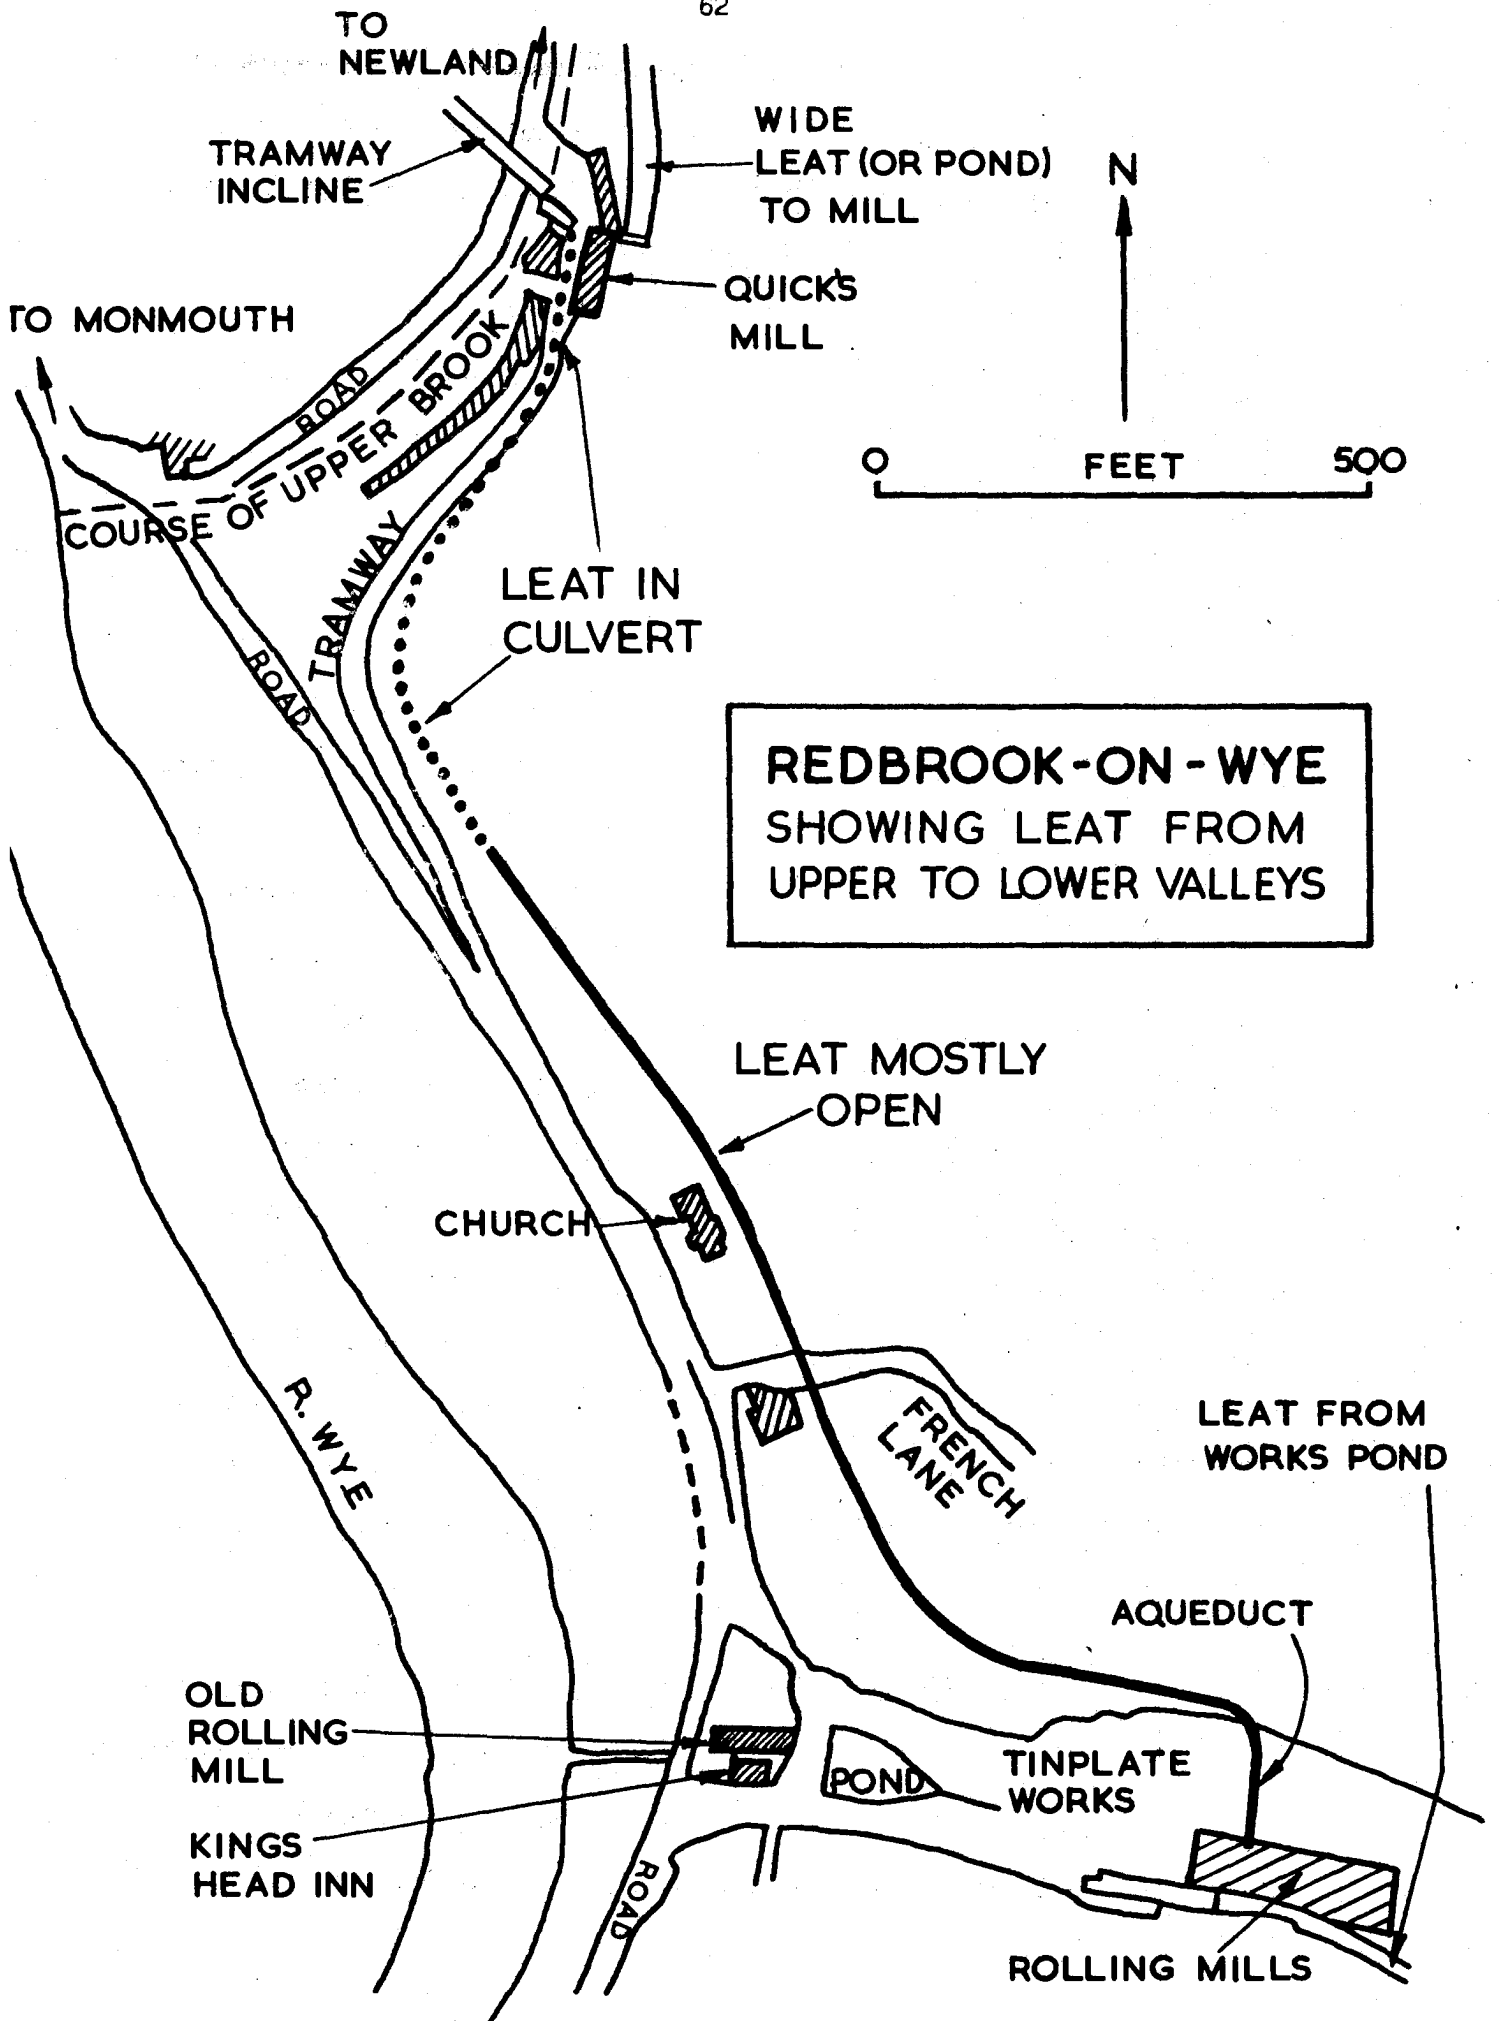 62
TO
NEWLAND
TRAMWAY
INCLINE
WIDE
LEAT (OR POND)
TO MILL
N
QUICK'S
MILL
TO MONMOUTH
ROAD
COURSE OF UPPER BROOK
0 FEET 500
TRAMWAY
LEAT IN
CULVERT
ROAD
REDBROOK-ON-WYE
SHOWING LEAT FROM
UPPER TO LOWER VALLEYS
LEAT MOSTLY
OPEN
CHURCH
R. WYE
FRENCH
LANE
LEAT FROM
WORKS POND
AQUEDUCT
OLD
ROLLING
MILL
POND
TINPLATE
WORKS
KINGS
HEAD INN
ROAD
ROLLING MILLS